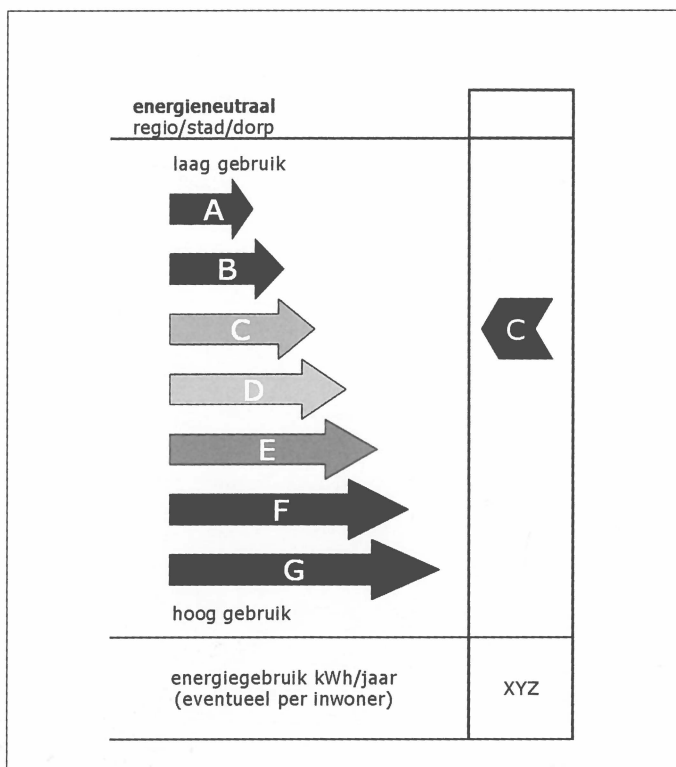 energieneutraal
regio/stad/dorp
laag gebruik
A
B
C
C
D
E
F
G
hoog gebruik
energiegebruik kWh/jaar
(eventueel per inwoner)
XYZ